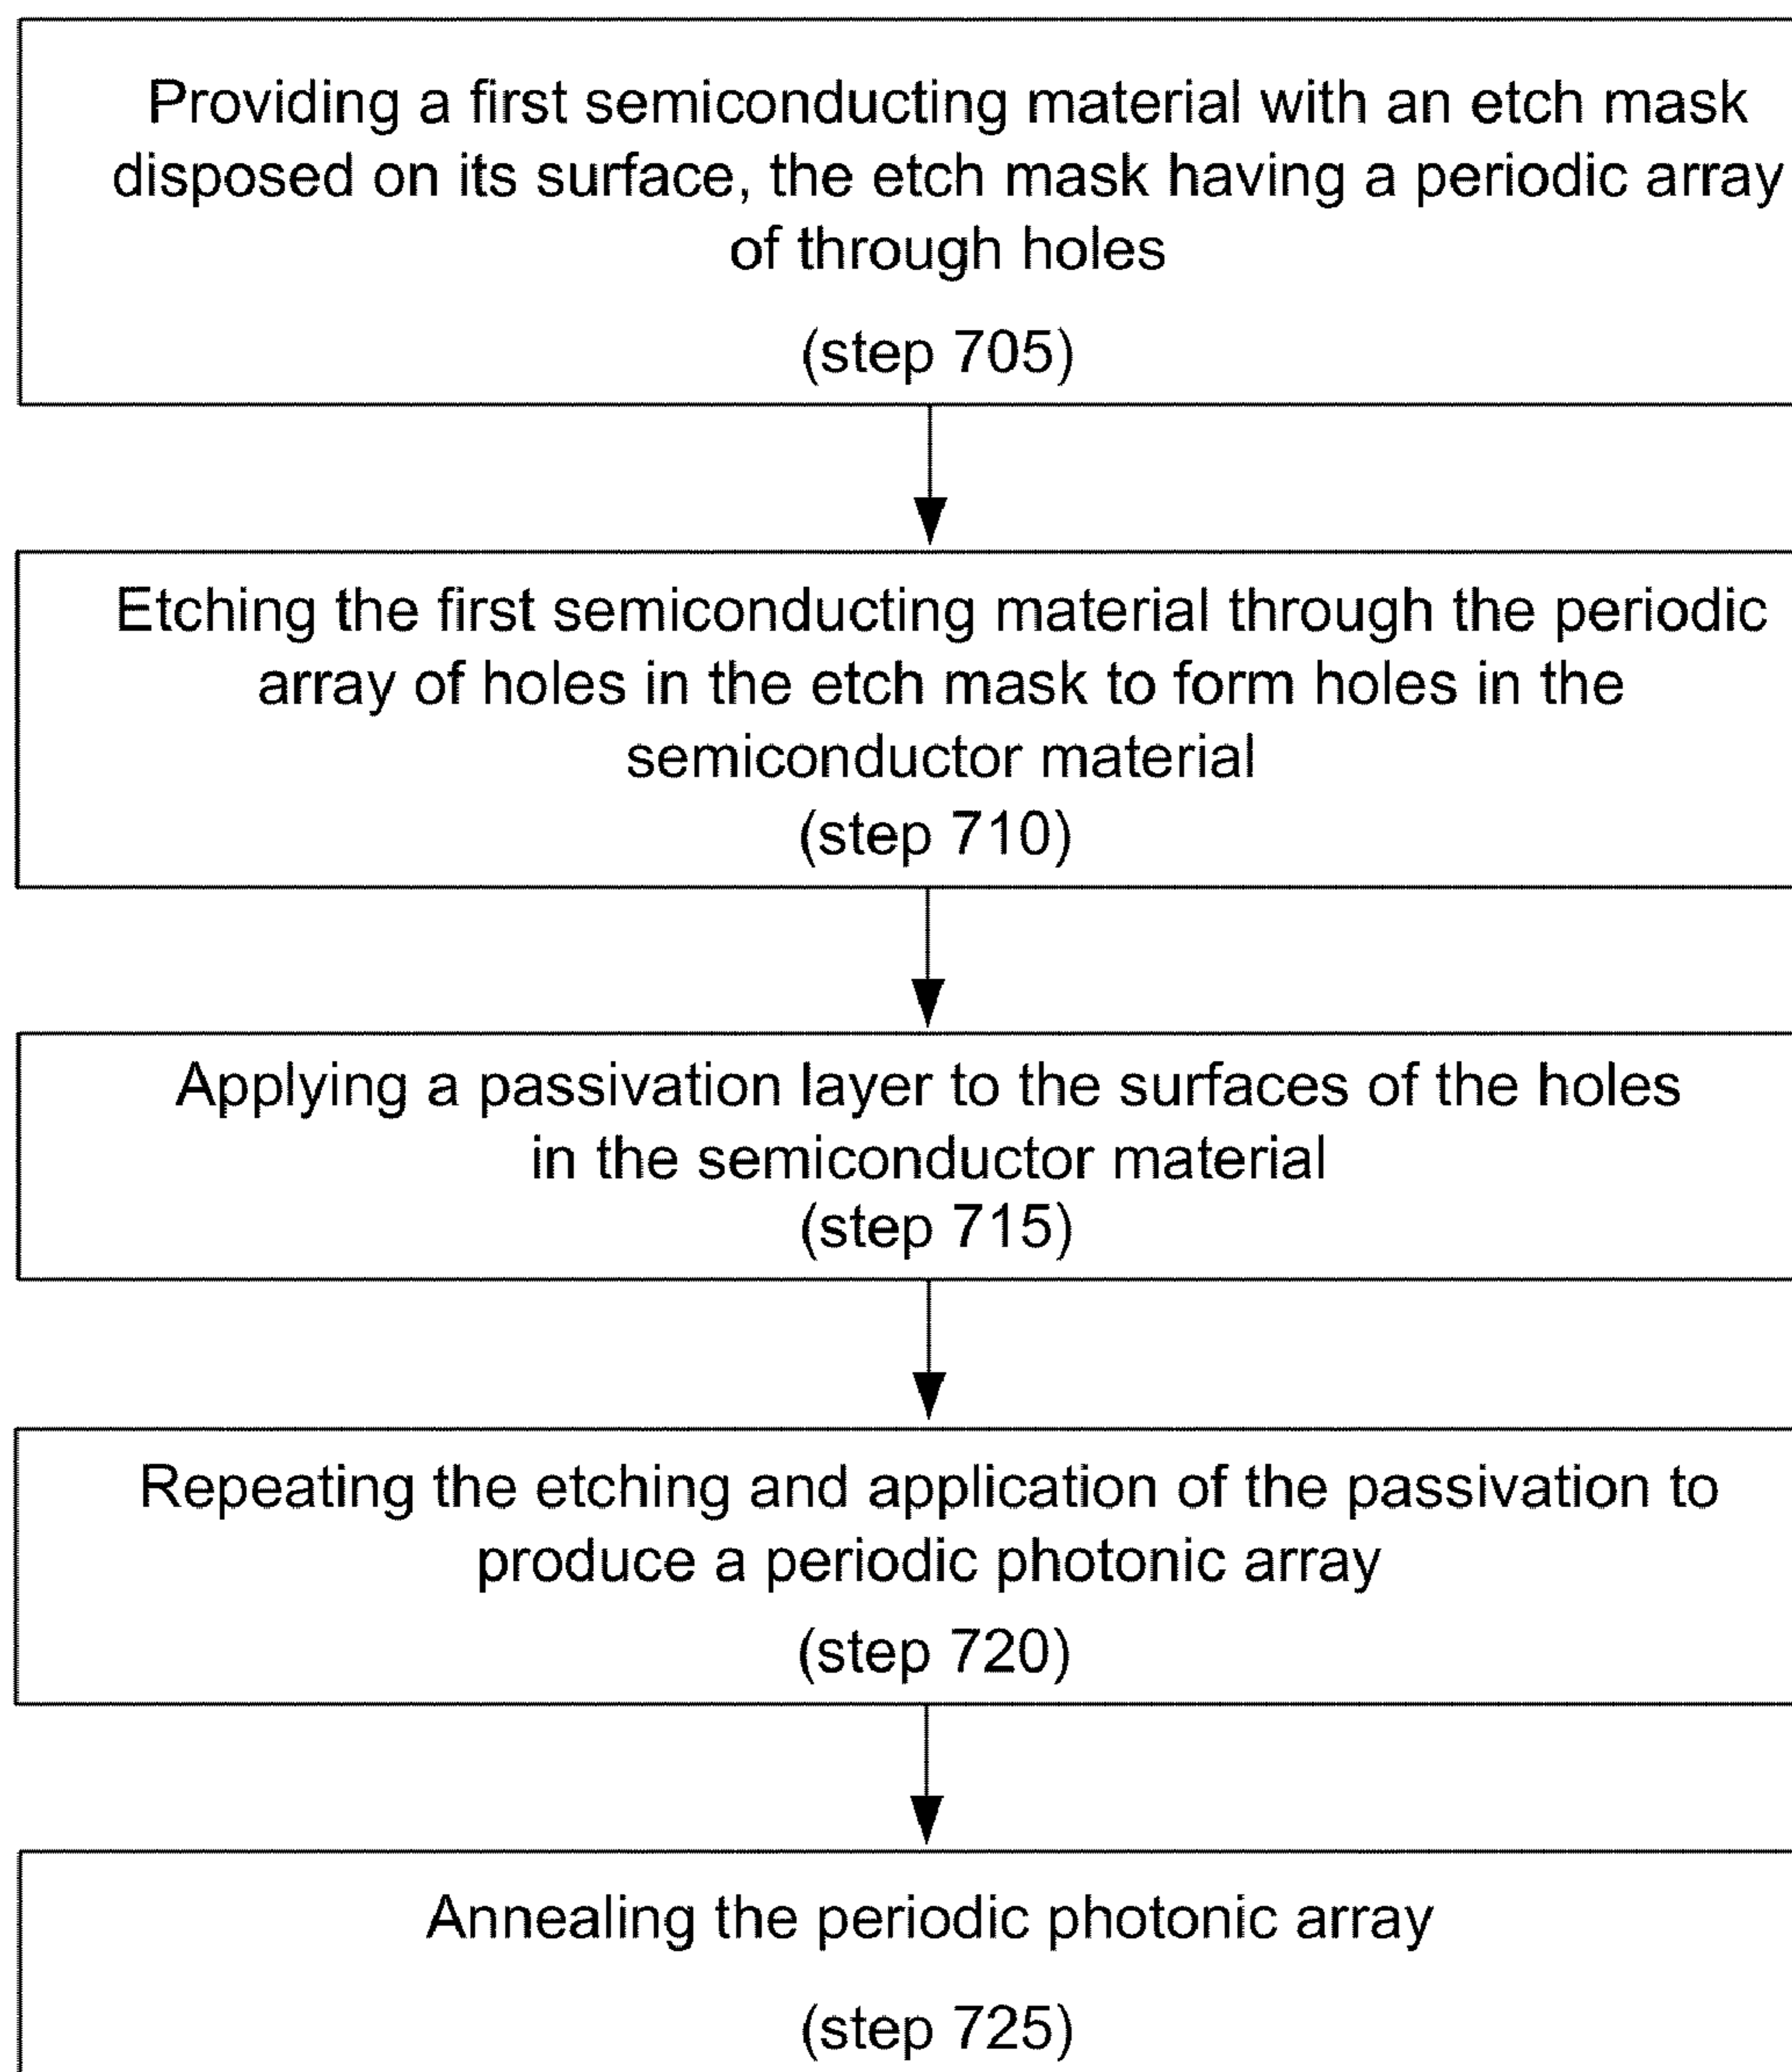 Providing a first semiconducting material with an etch mask
disposed on its surface, the etch mask having a periodic array
of through holes
(step 705)
Etching the first semiconducting material through the periodic
array of holes in the etch mask to form holes in the
semiconductor material
(step 710)
Applying a passivation layer to the surfaces of the holes
in the semiconductor material
(step 715)
Repeating the etching and application of the passivation to
produce a periodic photonic array
(step 720)
Annealing the periodic photonic array
(step 725)